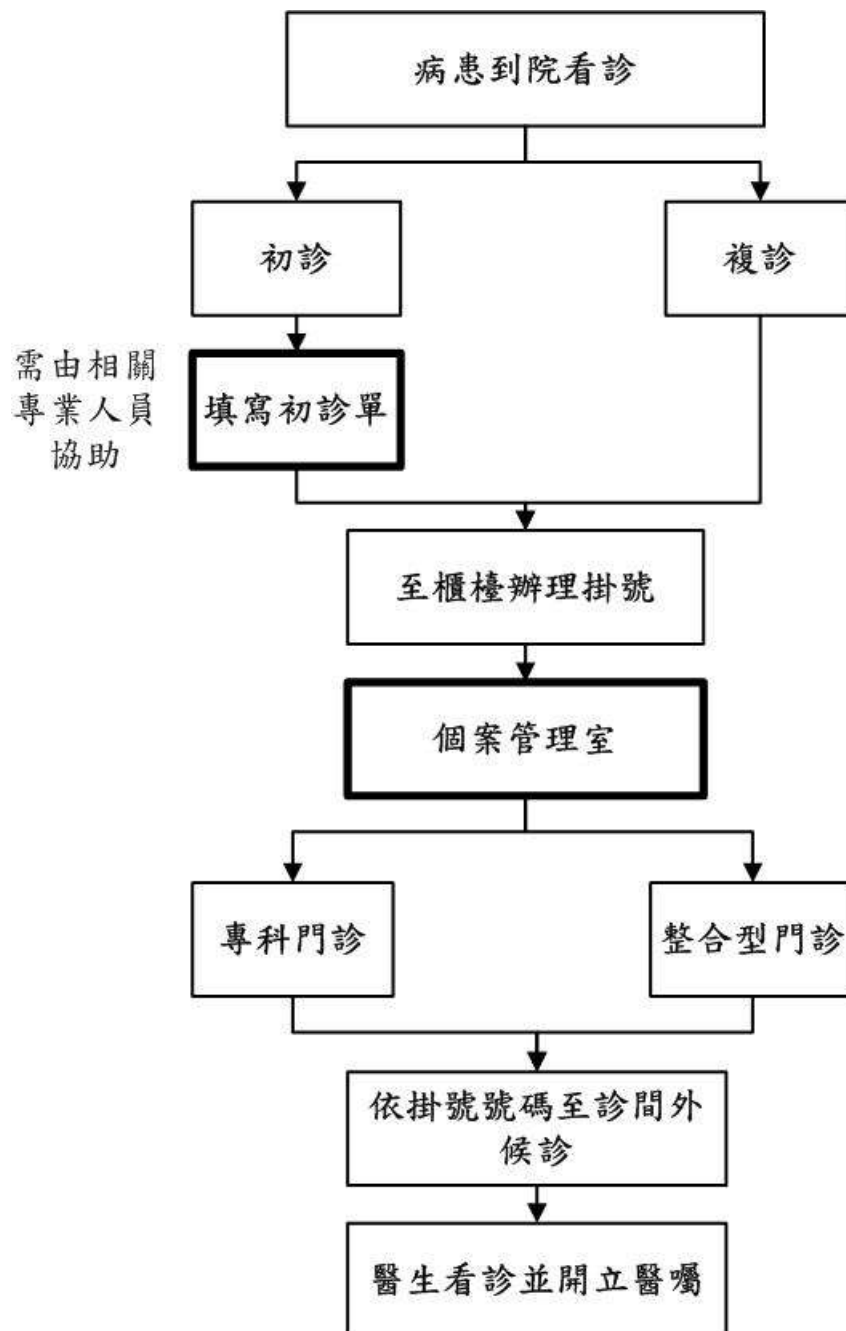 病患到院看診
初診
複診
需由相關
專業人員
協助
填寫初診單
至櫃檯辦理掛號
個案管理室
專科門診
整合型門診
依掛號號碼至診間外
候診
醫生看診並開立醫囑